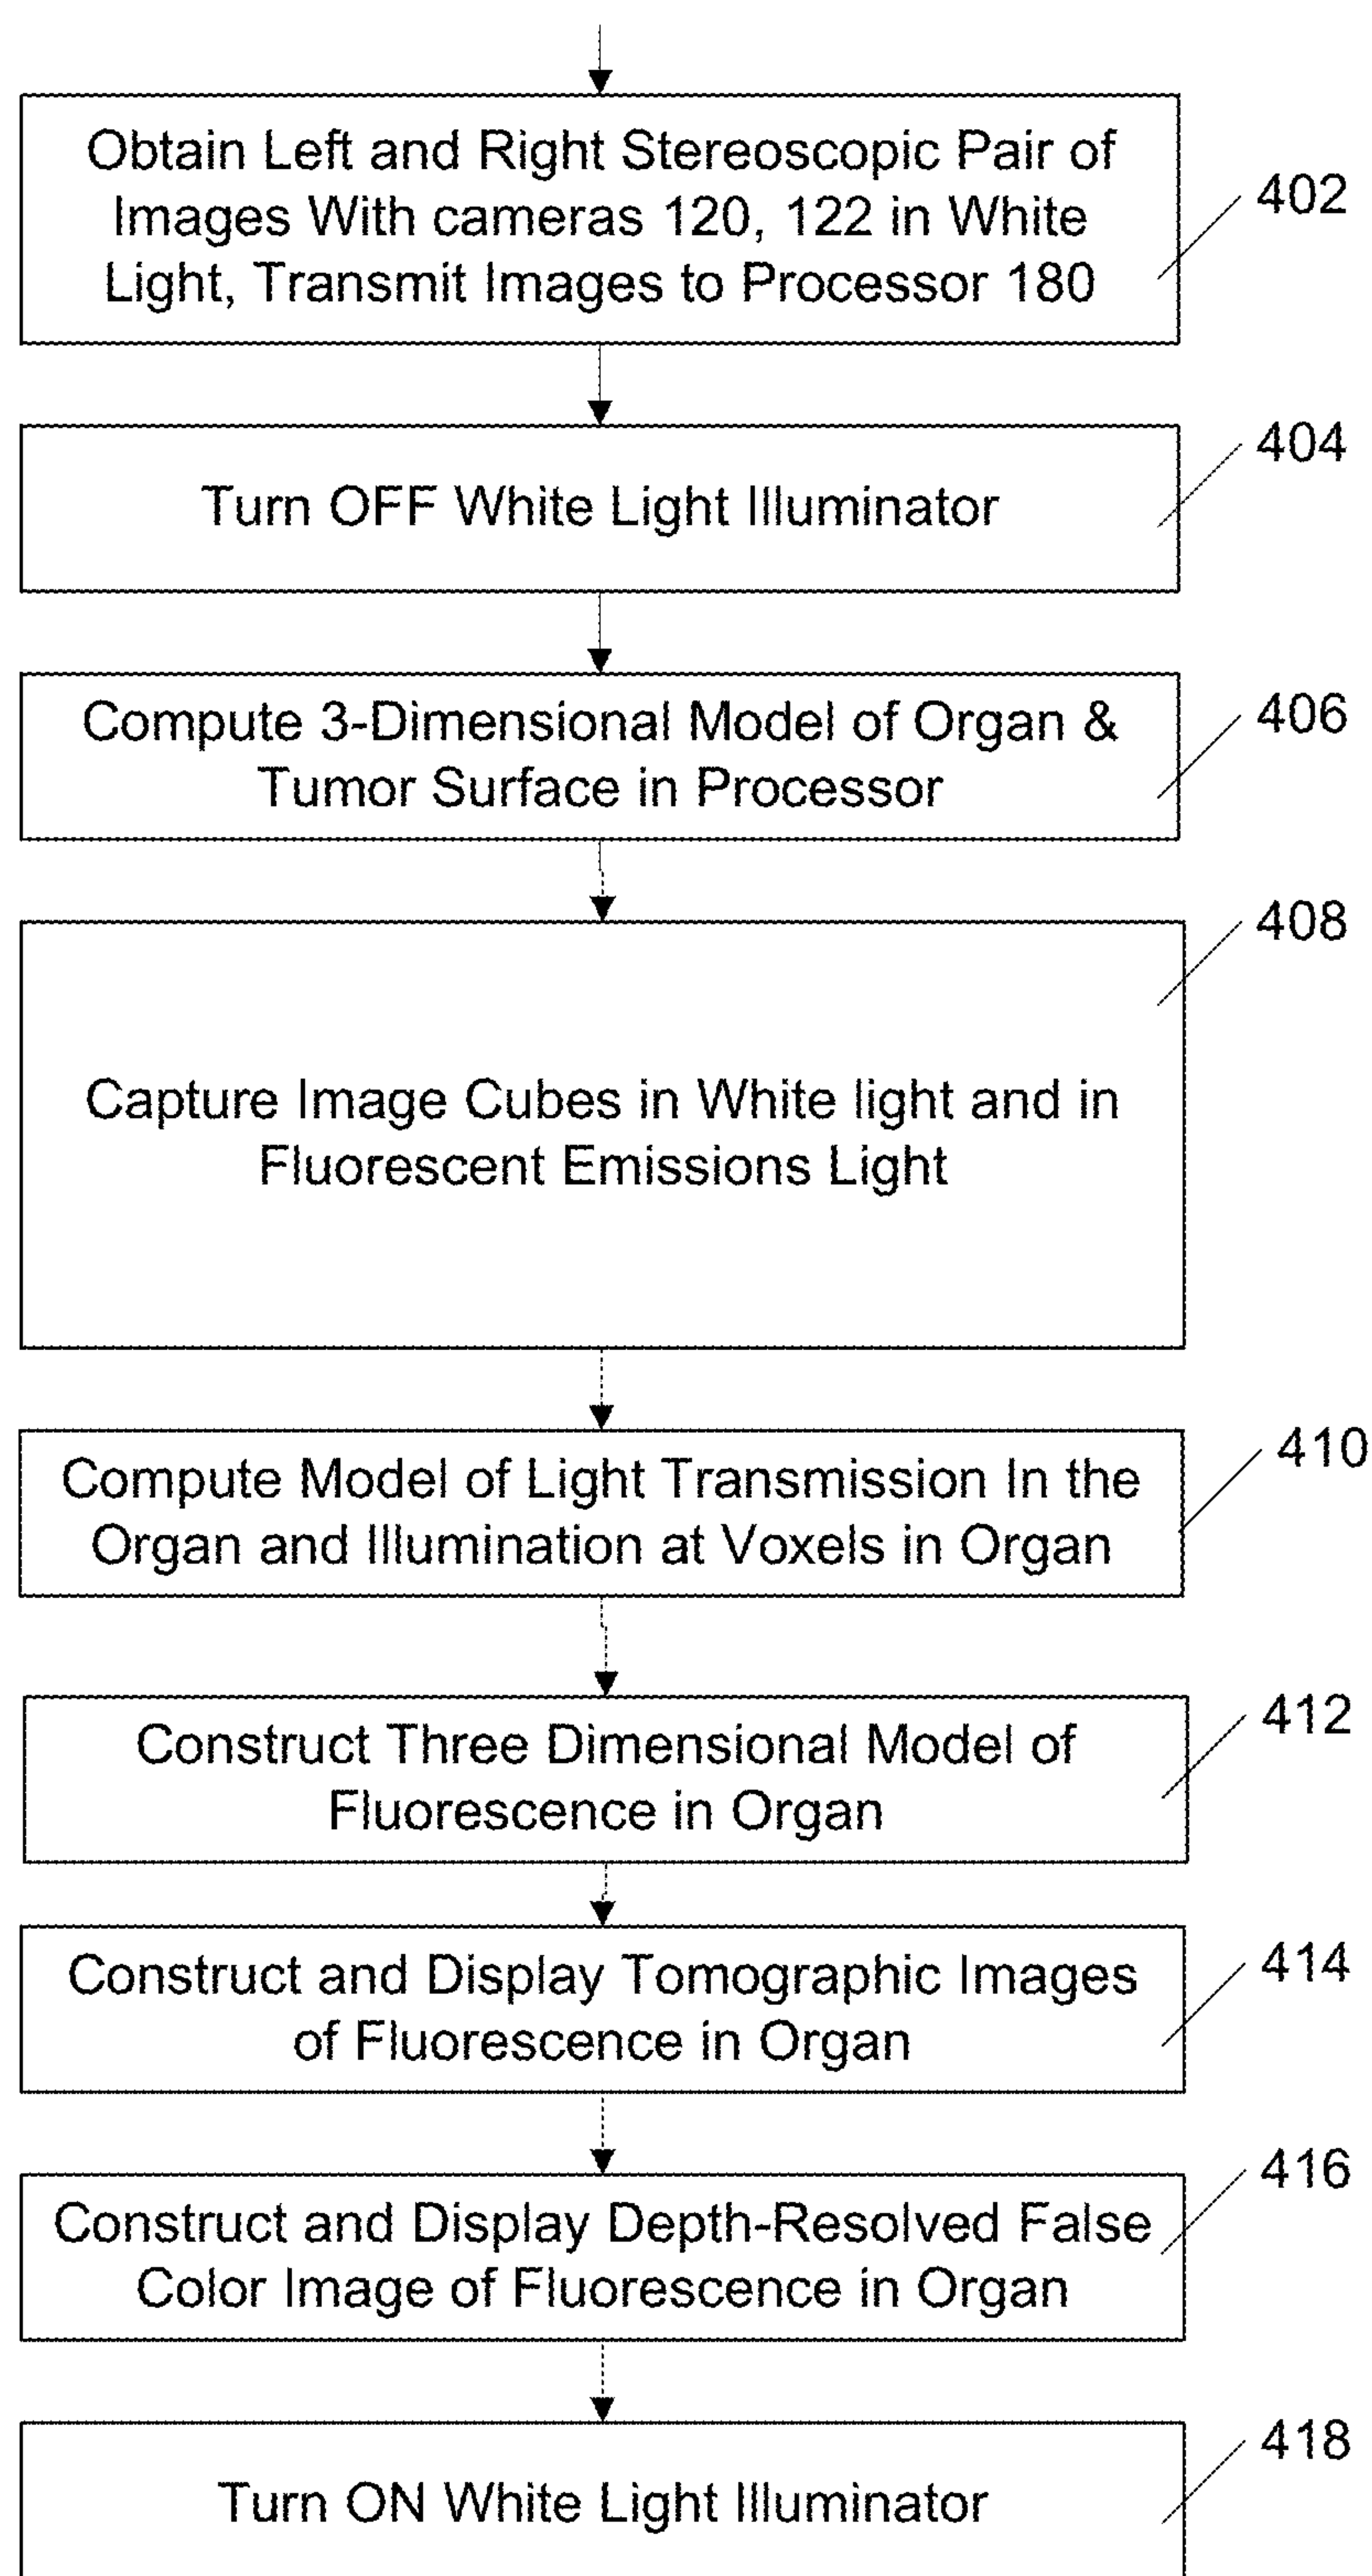 Obtain Left and Right Stereoscopic Pair of
Images With cameras 120, 122 in White
Light, Transmit Images to Processor 180
402
Turn OFF White Light Illuminator
404
Compute 3-Dimensional Model of Organ &
Tumor Surface in Processor
406
Capture Image Cubes in White light and in
Fluorescent Emissions Light
408
Compute Model of Light Transmission In the
Organ and Illumination at Voxels in Organ
410
Construct Three Dimensional Model of
Fluorescence in Organ
412
Construct and Display Tomographic Images
of Fluorescence in Organ
414
Construct and Display Depth-Resolved False
Color Image of Fluorescence in Organ
416
Turn ON White Light Illuminator
418